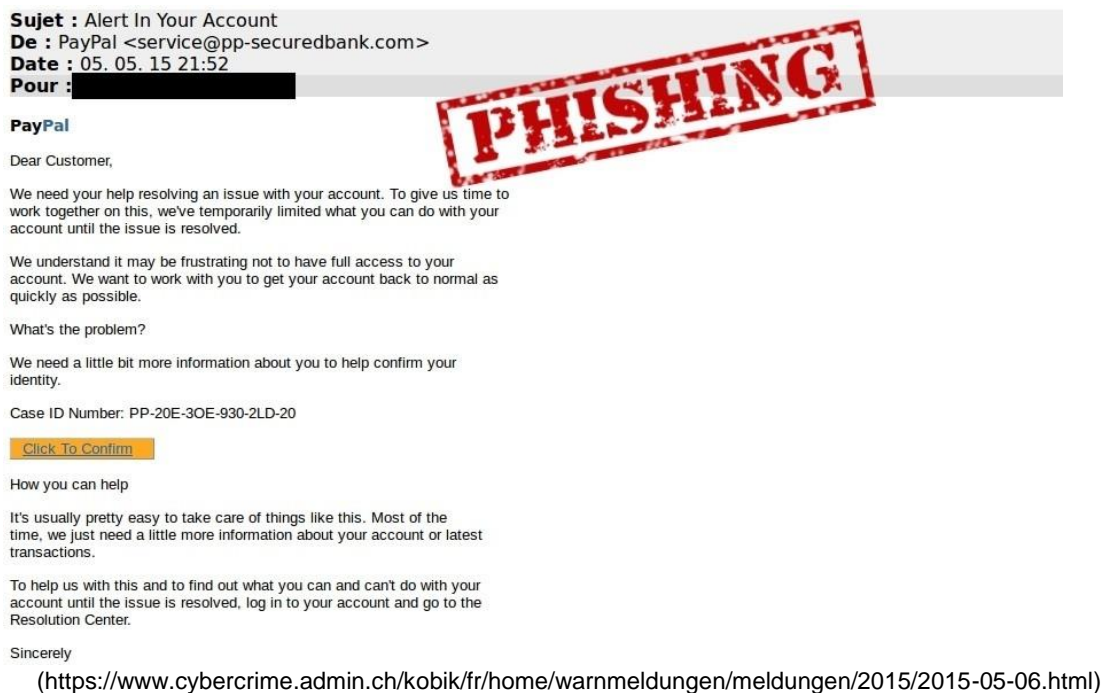 Sujet : Alert In Your Account
De : PayPal <service@pp-securedbank.com>
Date : 05. 05. 15 21:52
Pour :
PHISHING
PayPal
Dear Customer,
We need your help resolving an issue with your account. To give us time to
work together on this, we've temporarily limited what you can do with your
account until the issue is resolved.
We understand it may be frustrating not to have full access to your
account. We want to work with you to get your account back to normal as
quickly as possible.
What's the problem?
We need a little bit more information about you to help confirm your
identity.
Case ID Number: PP-20E-3OE-930-2LD-20
Click To Confirm
How you can help
It's usually pretty easy to take care of things like this. Most of the
time, we just need a little more information about your account or latest
transactions.
To help us with this and to find out what you can and can't do with your
account until the issue is resolved, log in to your account and go to the
Resolution Center.
Sincerely
(https://www.cybercrime.admin.ch/kobik/fr/home/warnmeldungen/meldungen/2015/2015-05-06.html)